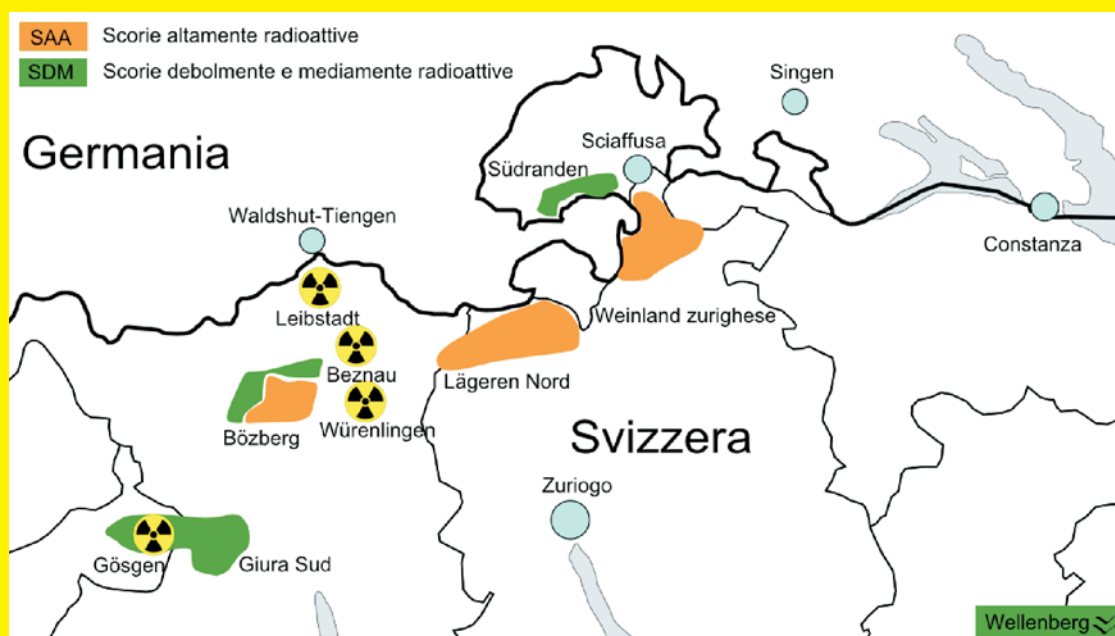 SAA Scorie altamente radioattive
SDM Scorie debolmente e mediamente radioattive
Singen
Germania
Sciaffusa
Südranden
Waldshut-Tiengen
Constanza
Leibstadt
Weinland zurighese
Beznau
Lägeren Nord
Bözberg
Würenlingen
Svizzera
Zuriogo
Gösgen
Giura Sud
Wellenberg